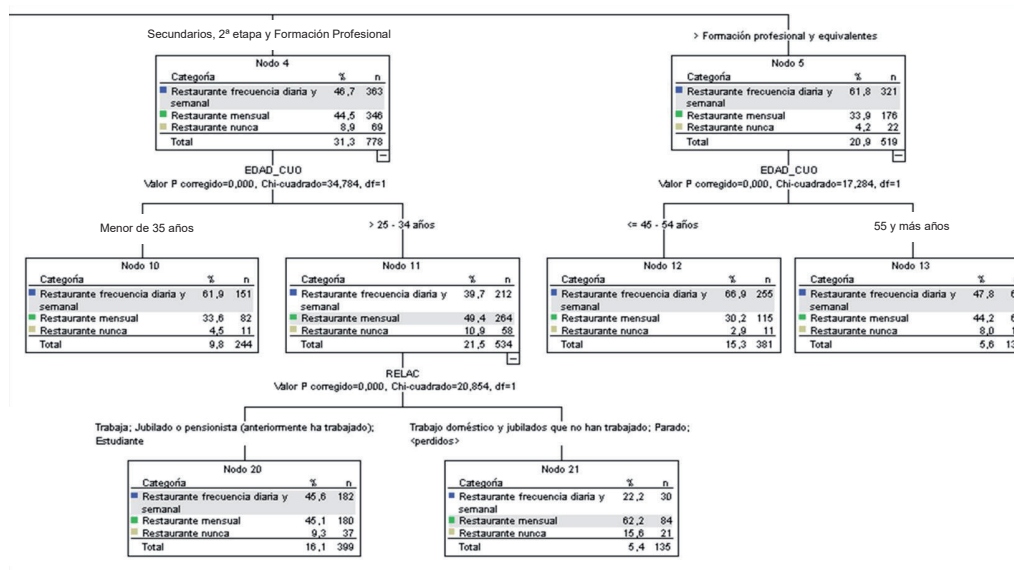 Secundarios, 2ª etapa y Formación Profesional
> Formación profesional y equivalentes
Nodo 4
Categoría % n
Restaurante frecuencia diaria y 46,7 363
semanal
Restaurante mensual 44,5 346
Restaurante nunca 8,9 69
Total 31,3 778
Nodo 5
Categoría % n
Restaurante frecuencia diaria y 61,8 321
semanal
Restaurante mensual 33,9 176
Restaurante nunca 4,2 22
Total 20,9 519
EDAD_CUO
Valor P corregido=0,000, Chi-cuadrado=34,784, df=1
EDAD_CUO
Valor P corregido=0,000, Chi-cuadrado=17,284, df=1
Menor de 35 años
> 25 - 34 años
<= 45 - 54 años
55 y más años
Nodo 10
Categoría % n
Restaurante frecuencia diaria y 61,9 151
semanal
Restaurante mensual 33,6 82
Restaurante nunca 4,5 11
Total 9,8 244
Nodo 11
Categoría % n
Restaurante frecuencia diaria y 39,7 212
semanal
Restaurante mensual 49,4 264
Restaurante nunca 10,9 58
Total 21,5 534
Nodo 12
Categoría % n
Restaurante frecuencia diaria y 66,9 255
semanal
Restaurante mensual 30,2 115
Restaurante nunca 2,9 11
Total 15,3 381
Nodo 13
Categoría % n
Restaurante frecuencia diaria y 47,8
semanal
Restaurante mensual 44,2
Restaurante nunca 8,0
Total 5,6
RELAC
Valor P corregido=0,000, Chi-cuadrado=20,854, df=1
Trabaja; Jubilado o pensionista (anteriormente ha trabajado);
Estudiante
Trabajo doméstico y jubilados que no han trabajado; Parado;
<perdidos>
Nodo 20
Categoría % n
Restaurante frecuencia diaria y 45,6 182
semanal
Restaurante mensual 45,1 180
Restaurante nunca 9,3 37
Total 16,1 399
Nodo 21
Categoría % n
Restaurante frecuencia diaria y 22,2 30
semanal
Restaurante mensual 62,2 84
Restaurante nunca 15,6 21
Total 5,4 135